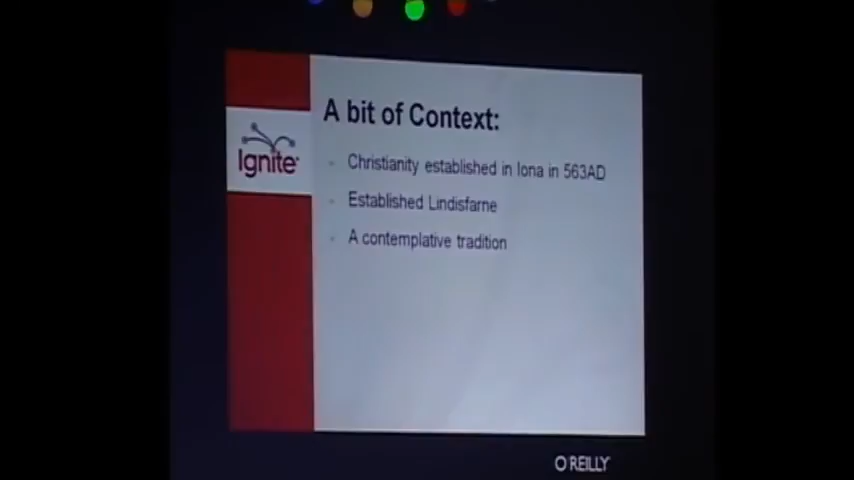 A bit of Context:
Ignite
Christianity established in Iona in 563AD
Established Lindisfarne
A contemplative tradition
O'REILLY